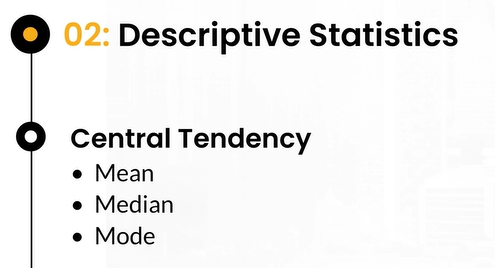 02: Descriptive Statistics
Central Tendency
• Mean
• Median
• Mode